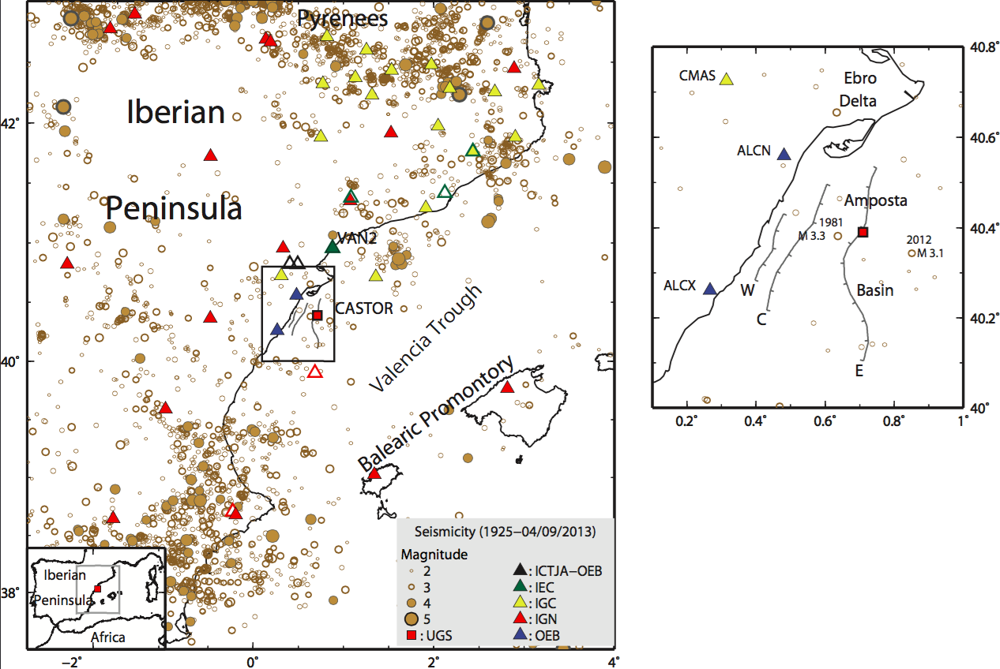 Pyrenees
Iberian
Peninsula
VAN2
CASTOR
Valencia Trough
Balearic Promontory
42°
40°
38°
−2°
0°
2°
4°
Iberian
Peninsula
Africa
Seismicity (1925−04/09/2013)
Magnitude
2
3
4
5
: UGS
: ICTJA−OEB
: IEC
: IGC
: IGN
: OEB
CMAS
Ebro
Delta
ALCN
Amposta
1981
M 3.3
2012
M 3.1
ALCX
W
Basin
C
E
40.8°
40.6°
40.4°
40.2°
40°
0.2°
0.4°
0.6°
0.8°
1°